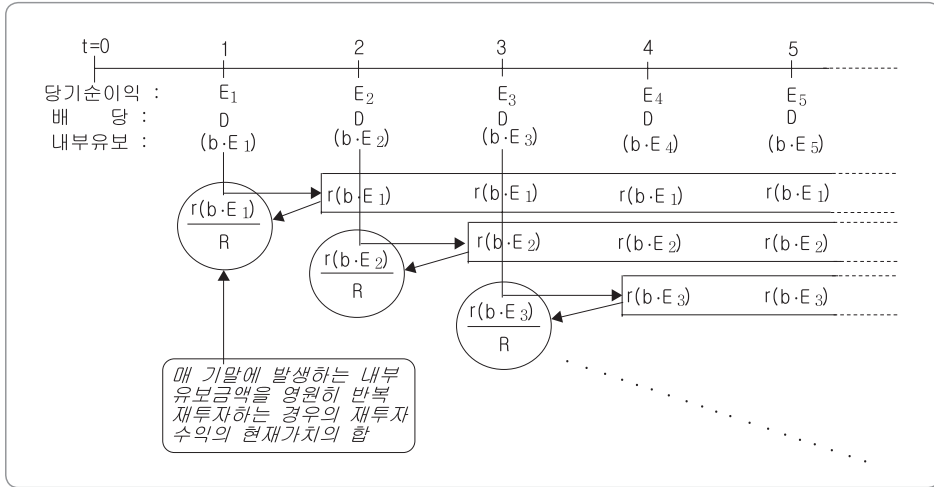 t=0 1 2 3 4 5
당기순이익 : E1 E2 E3 E4 E5
배 당 : D D D D D
내부유보 : (b·E1) (b·E2) (b·E3) (b·E4) (b·E5)
r(b·E1) r(b·E1) r(b·E1) r(b·E1)
r(b·E1)
R
r(b·E2) r(b·E2) r(b·E2)
r(b·E2)
R
r(b·E3) r(b·E3)
r(b·E3)
R
매 기말에 발생하는 내부
유보금액을 영원히 반복
재투자하는 경우의 재투자
수익의 현재가치의 합